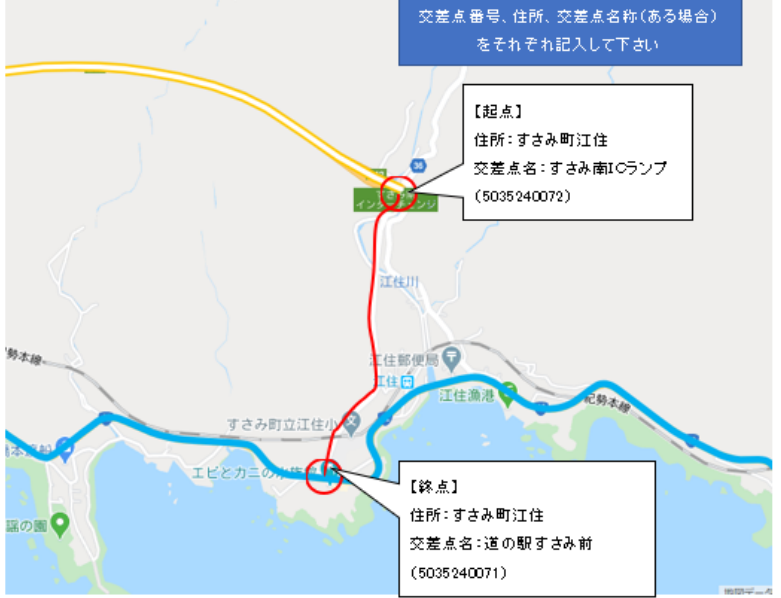 交差点番号、住所、交差点名称(ある場合)
をそれぞれ記入して下さい
【起点】
住所：すさみ町江住
交差点名：すさみ南ICランプ
(5035240072)
36
インターチェンジ
江住川
江住郵便局
江住
江住漁港
紀勢本線
勢本線
すさみ町立江住小
エビとカニの水族
【終点】
住所：すさみ町江住
交差点名：道の駅すさみ前
(5035240071)
謡の園
地図データ